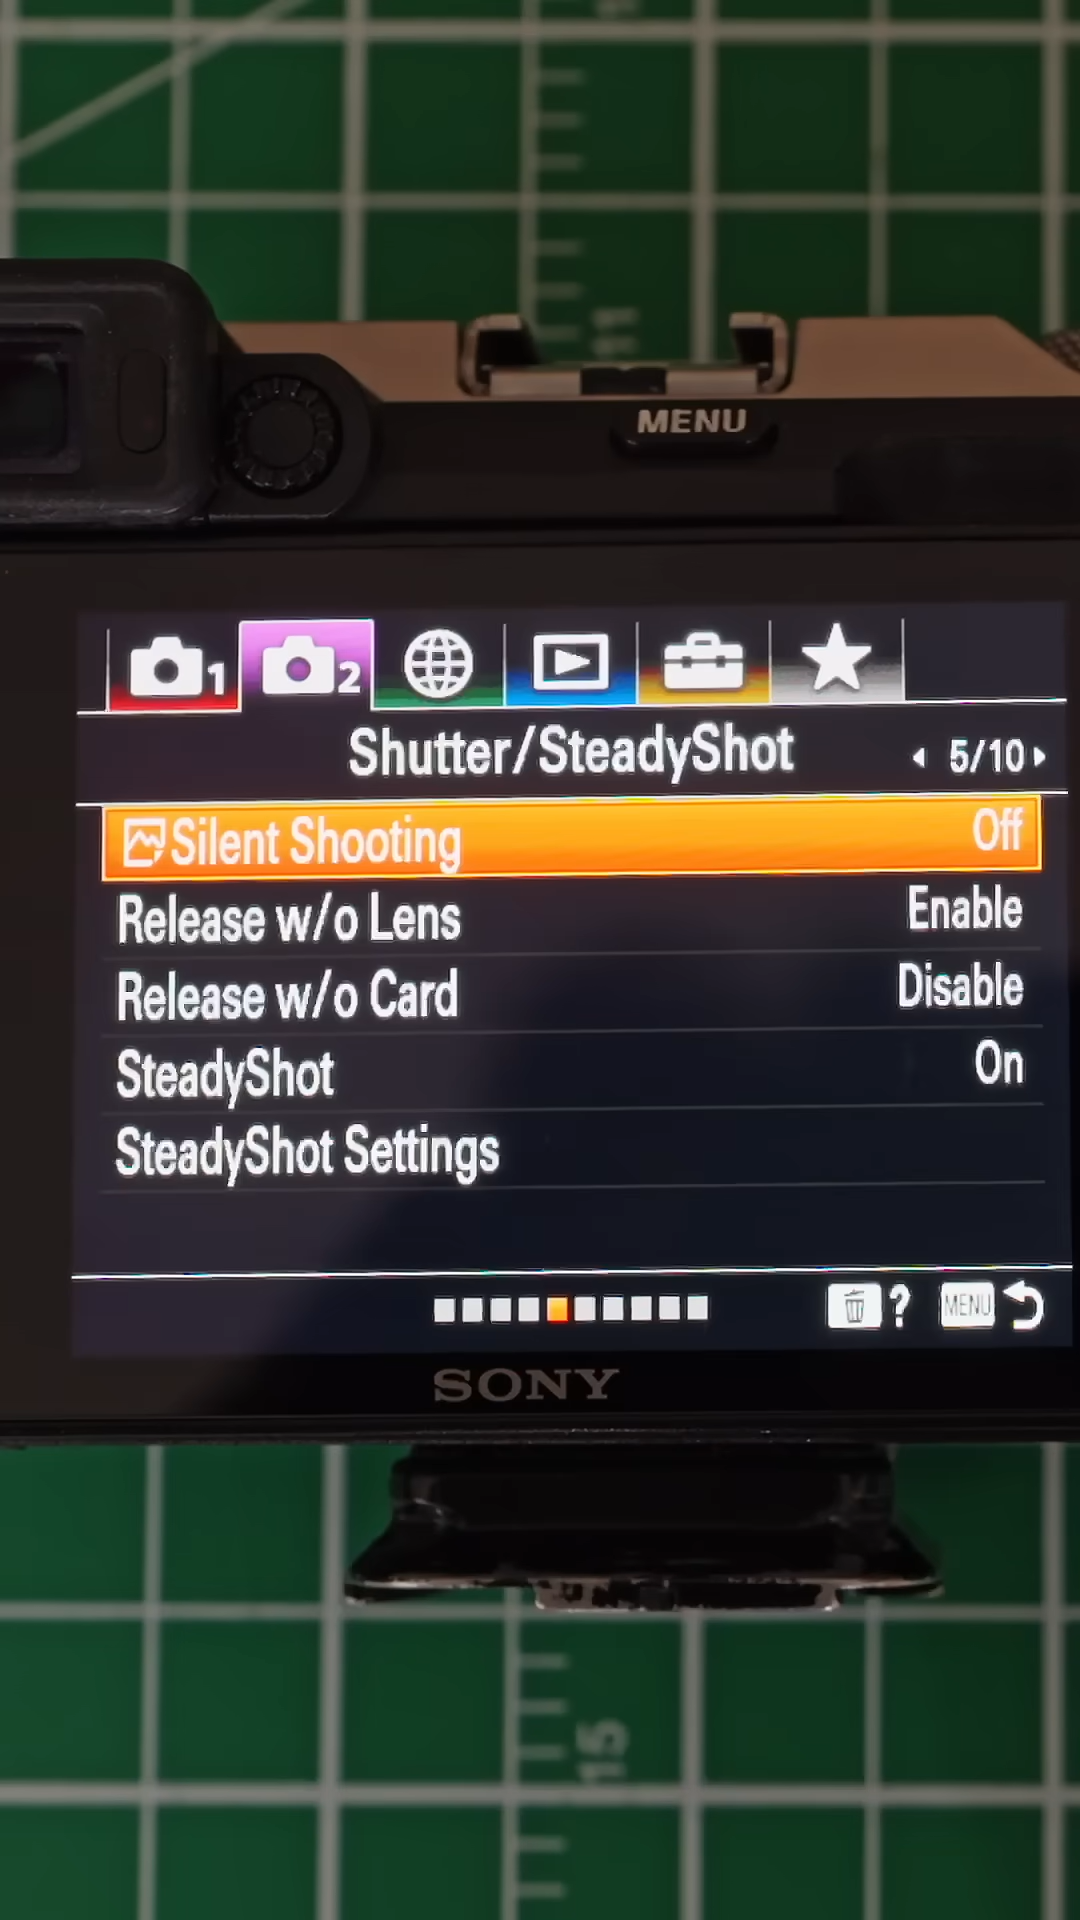 MENU
1
2
Shutter/SteadyShot
5/10
Silent Shooting Off
Release w/o Lens Enable
Release w/o Card Disable
SteadyShot On
SteadyShot Settings
? MENU
SONY
15